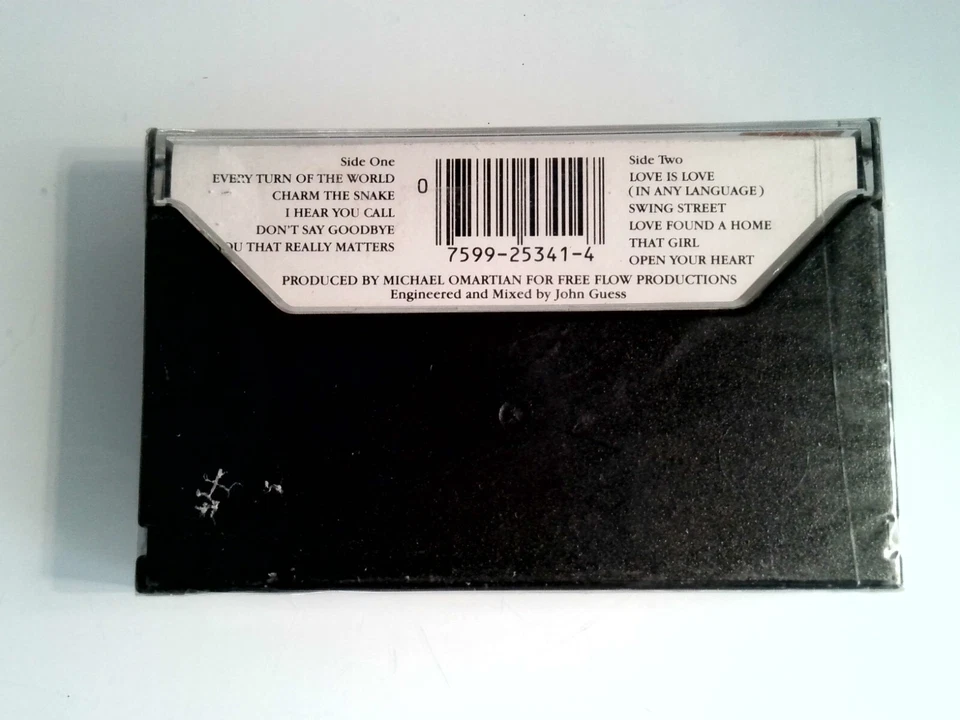 Side One
EVERY TURN OF THE WORLD
CHARM THE SNAKE
I HEAR YOU CALL
DON'T SAY GOODBYE
YOU THAT REALLY MATTERS
0
7599-25341-4
Side Two
LOVE IS LOVE
(IN ANY LANGUAGE)
SWING STREET
LOVE FOUND A HOME
THAT GIRL
OPEN YOUR HEART
PRODUCED BY MICHAEL OMARTIAN FOR FREE FLOW PRODUCTIONS
Engineered and Mixed by John Guess